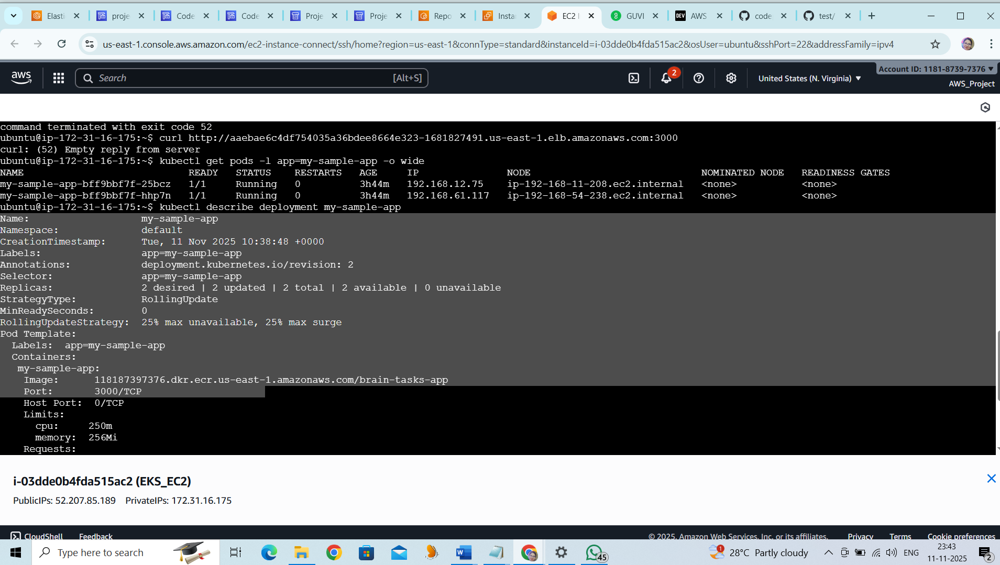 Elasti
proje
Code
Code
Proje
Proje
Repo
Insta
EC2
GUVI
DEV AWS
code
test/
us-east-1.console.aws.amazon.com/ec2-instance-connect/ssh/home?region=us-east-1&connType=standard&instanceId=i-03dde0b4fda515ac2&osUser=ubuntu&sshPort=22&addressFamily=ipv4
aws
Search [Alt+S]
2
United States (N. Virginia)
Account ID: 1181-8739-7376
AWS_Project
command terminated with exit code 52
ubuntu@ip-172-31-16-175:~$ curl http://aaebae6c4df754035a36bdee8664e323-1681827491.us-east-1.elb.amazonaws.com:3000
curl: (52) Empty reply from server
ubuntu@ip-172-31-16-175:~$ kubectl get pods -l app=my-sample-app -o wide
NAME READY STATUS RESTARTS AGE IP NODE NOMINATED NODE READINESS GATES
my-sample-app-bff9bbf7f-25bcz 1/1 Running 0 3h44m 192.168.12.75 ip-192-168-11-208.ec2.internal <none> <none>
my-sample-app-bff9bbf7f-hhp7n 1/1 Running 0 3h44m 192.168.61.117 ip-192-168-54-238.ec2.internal <none> <none>
ubuntu@ip-172-31-16-175:~$ kubectl describe deployment my-sample-app
Name: my-sample-app
Namespace: default
CreationTimestamp: Tue, 11 Nov 2025 10:38:48 +0000
Labels: app=my-sample-app
Annotations: deployment.kubernetes.io/revision: 2
Selector: app=my-sample-app
Replicas: 2 desired | 2 updated | 2 total | 2 available | 0 unavailable
StrategyType: RollingUpdate
MinReadySeconds: 0
RollingUpdateStrategy: 25% max unavailable, 25% max surge
Pod Template:
Labels: app=my-sample-app
Containers:
my-sample-app:
Image: 118187397376.dkr.ecr.us-east-1.amazonaws.com/brain-tasks-app
Port: 3000/TCP
Host Port: 0/TCP
Limits:
cpu: 250m
memory: 256Mi
Requests:
i-03dde0b4fda515ac2 (EKS_EC2)
PublicIPs: 52.207.85.189 PrivateIPs: 172.31.16.175
CloudShell Feedback © 2025, Amazon Web Services, Inc. or its affiliates. Privacy Terms Cookie preferences
Type here to search
45
1
28°C Partly cloudy
ENG
23:43
11-11-2025
2